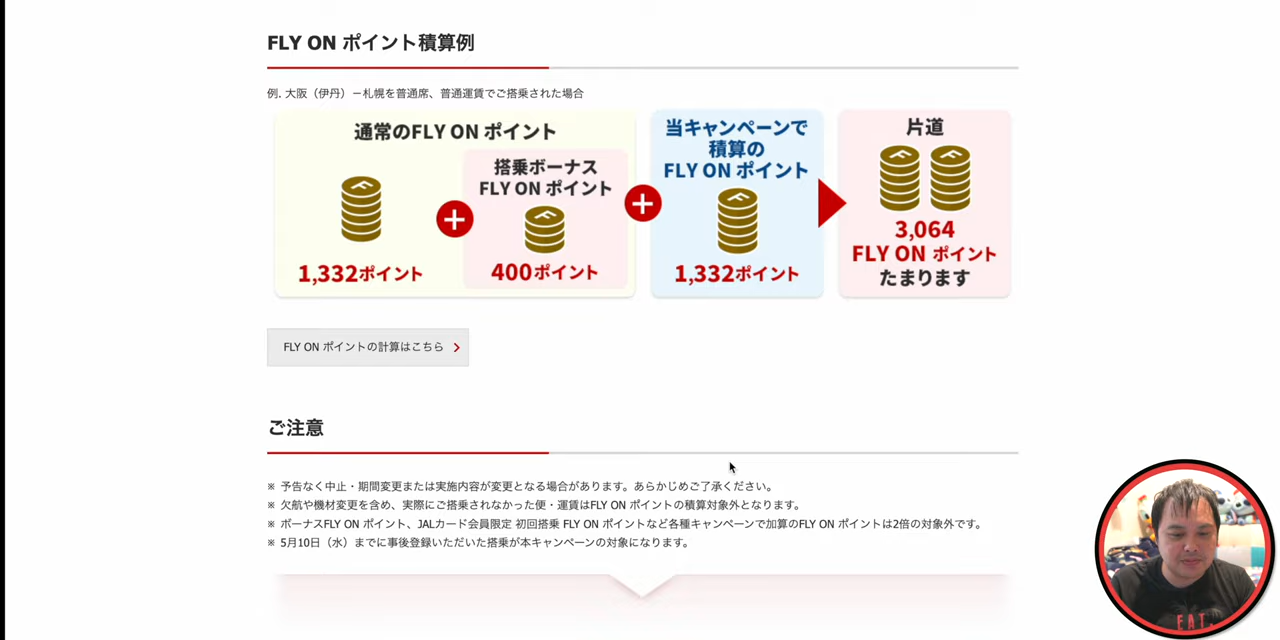 FLY ON ポイント積算例
例. 大阪（伊丹）－札幌を普通席、普通運賃でご搭乗された場合
通常のFLY ON ポイント
1,332ポイント
+
搭乗ボーナス
FLY ON ポイント
400ポイント
+
当キャンペーンで
積算の
FLY ON ポイント
1,332ポイント
片道
3,064
FLY ON ポイント
たまります
FLY ON ポイントの計算はこちら
ご注意
※ 予告なく中止・期間変更または実施内容が変更となる場合があります。あらかじめご了承ください。
※ 欠航や機材変更を含め、実際にご搭乗されなかった便・運賃はFLY ON ポイントの積算対象外となります。
※ ボーナスFLY ON ポイント、JALカード会員限定 初回搭乗 FLY ON ポイントなど各種キャンペーンで加算のFLY ON ポイントは2倍の対象外です。
※ 5月10日（水）までに事後登録いただいた搭乗が本キャンペーンの対象になります。
EAT.